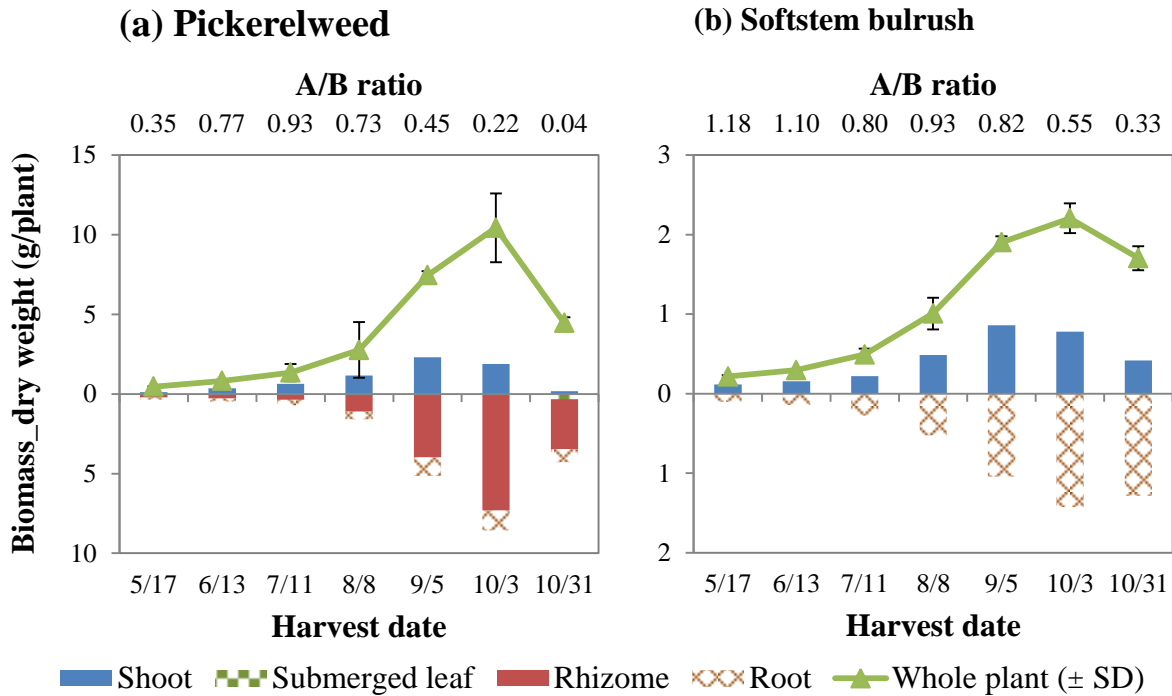 (a) Pickerelweed
A/B ratio
0.35 0.77 0.93 0.73 0.45 0.22 0.04
Biomass_dry weight (g/plant)
15
10
5
0
5
10
5/17 6/13 7/11 8/8 9/5 10/3 10/31
Harvest date
(b) Softstem bulrush
A/B ratio
1.18 1.10 0.80 0.93 0.82 0.55 0.33
3
2
1
0
1
2
5/17 6/13 7/11 8/8 9/5 10/3 10/31
Harvest date
Shoot Submerged leaf Rhizome Root Whole plant (± SD)